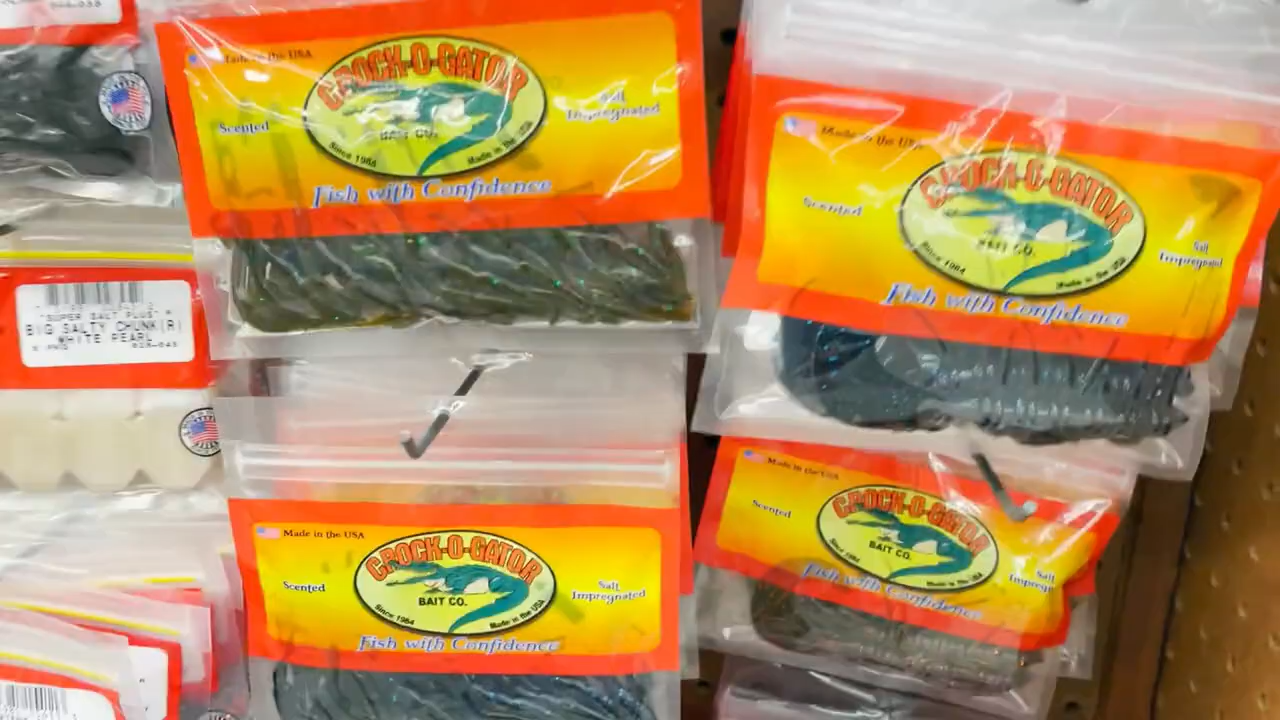 Made in the USA
CROCK-O-GATOR
BAIT CO.
Since 1984
Made in the USA
Scented
Salt
Impregnated
Fish with Confidence
Made in the USA
CROCK-O-GATOR
BAIT CO.
Since 1984
Made in the USA
Scented
Salt
Impregnated
Fish with Confidence
"SUPER SALT PLUS"
BIG SALTY CHUNK(R)
WHITE PEARL
Made in the USA
CROCK-O-GATOR
BAIT CO.
Since 1984
Made in the USA
Scented
Salt
Impregnated
Fish with Confidence
Made in the USA
CROCK-O-GATOR
BAIT CO.
Since 1984
Made in the USA
Scented
Salt
Fish with Confidence